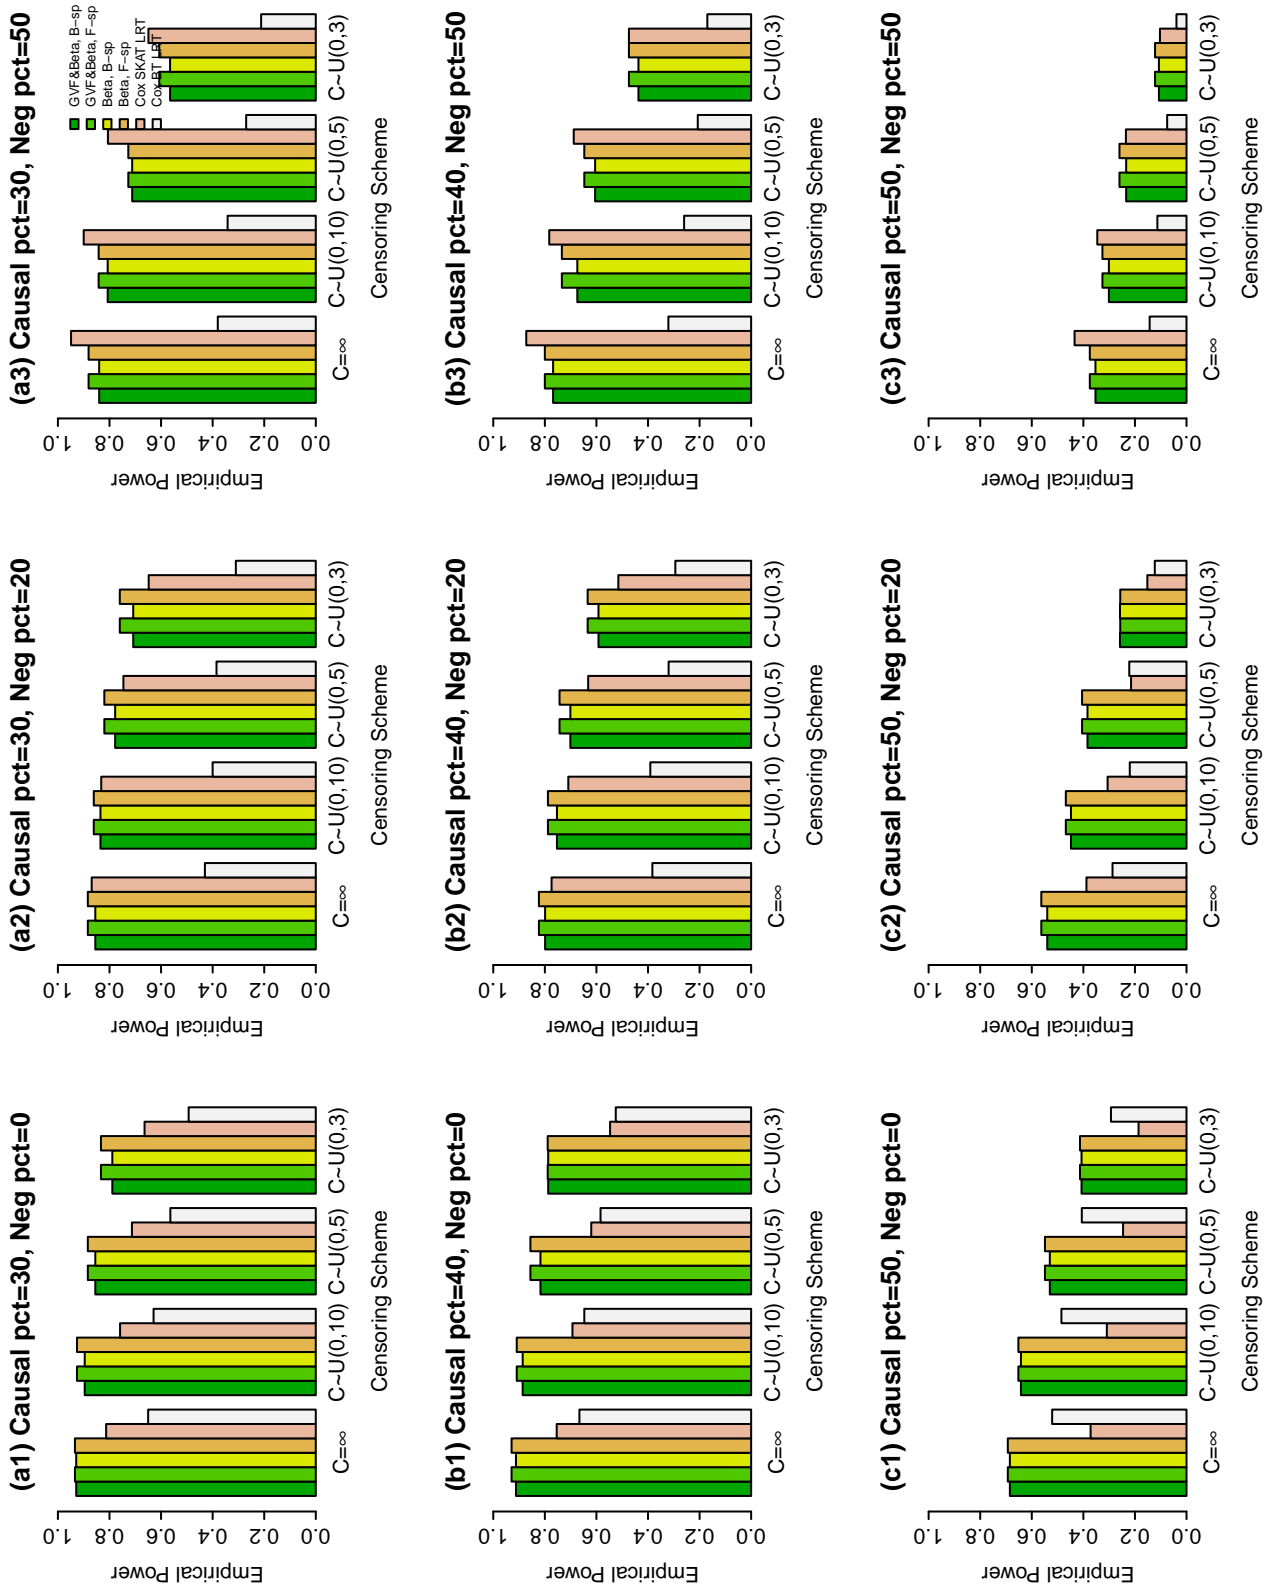 (a1) Causal pct=30, Neg pct=0
Empirical Power
0.0 0.2 0.4 0.6 0.8 1.0
C=∞ C~U(0,10) C~U(0,5) C~U(0,3)
Censoring Scheme
(a2) Causal pct=30, Neg pct=20
Empirical Power
0.0 0.2 0.4 0.6 0.8 1.0
C=∞ C~U(0,10) C~U(0,5) C~U(0,3)
Censoring Scheme
(a3) Causal pct=30, Neg pct=50
GVF&Beta, B-sp
GVF&Beta, F-sp
Beta, B-sp
Beta, F-sp
Cox SKAT LRT
Cox BT LRT
Empirical Power
0.0 0.2 0.4 0.6 0.8 1.0
C=∞ C~U(0,10) C~U(0,5) C~U(0,3)
Censoring Scheme
(b1) Causal pct=40, Neg pct=0
Empirical Power
0.0 0.2 0.4 0.6 0.8 1.0
C=∞ C~U(0,10) C~U(0,5) C~U(0,3)
Censoring Scheme
(b2) Causal pct=40, Neg pct=20
Empirical Power
0.0 0.2 0.4 0.6 0.8 1.0
C=∞ C~U(0,10) C~U(0,5) C~U(0,3)
Censoring Scheme
(b3) Causal pct=40, Neg pct=50
Empirical Power
0.0 0.2 0.4 0.6 0.8 1.0
C=∞ C~U(0,10) C~U(0,5) C~U(0,3)
Censoring Scheme
(c1) Causal pct=50, Neg pct=0
Empirical Power
0.0 0.2 0.4 0.6 0.8 1.0
C=∞ C~U(0,10) C~U(0,5) C~U(0,3)
Censoring Scheme
(c2) Causal pct=50, Neg pct=20
Empirical Power
0.0 0.2 0.4 0.6 0.8 1.0
C=∞ C~U(0,10) C~U(0,5) C~U(0,3)
Censoring Scheme
(c3) Causal pct=50, Neg pct=50
Empirical Power
0.0 0.2 0.4 0.6 0.8 1.0
C=∞ C~U(0,10) C~U(0,5) C~U(0,3)
Censoring Scheme